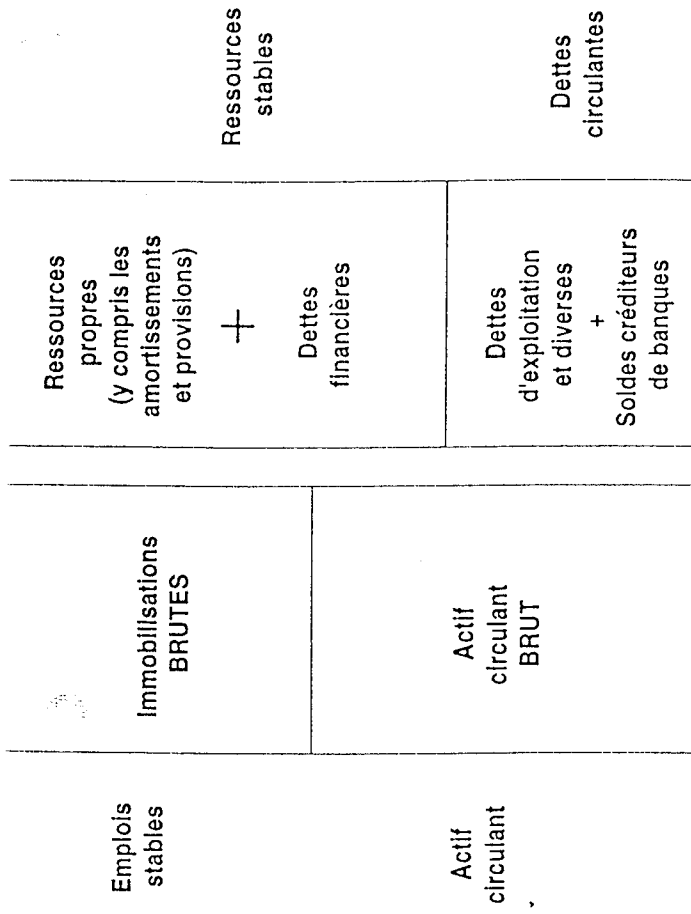 Emplois
stables
Actif
circulant
Immobilisations
BRUTES
Actif
circulant
BRUT
Ressources
propres
(y compris les
amortissements
et provisions)
+
Dettes
financières
Dettes
d'exploitation
et diverses
+
Soldes créditeurs
de banques
Ressources
stables
Dettes
circulantes